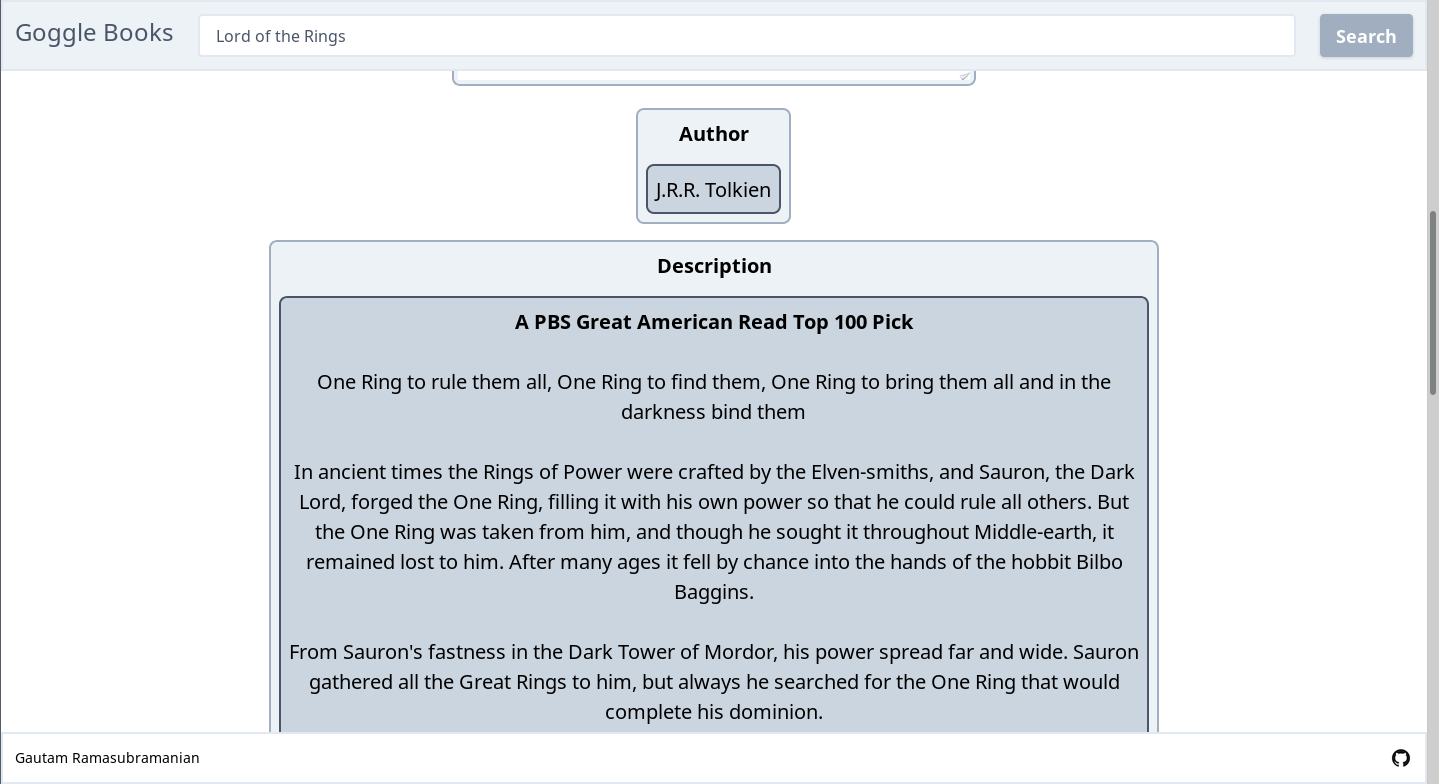 Goggle Books
Lord of the Rings
Search
Author
J.R.R. Tolkien
Description
A PBS Great American Read Top 100 Pick
One Ring to rule them all, One Ring to find them, One Ring to bring them all and in the
darkness bind them
In ancient times the Rings of Power were crafted by the Elven-smiths, and Sauron, the Dark
Lord, forged the One Ring, filling it with his own power so that he could rule all others. But
the One Ring was taken from him, and though he sought it throughout Middle-earth, it
remained lost to him. After many ages it fell by chance into the hands of the hobbit Bilbo
Baggins.
From Sauron's fastness in the Dark Tower of Mordor, his power spread far and wide. Sauron
gathered all the Great Rings to him, but always he searched for the One Ring that would
complete his dominion.
Gautam Ramasubramanian